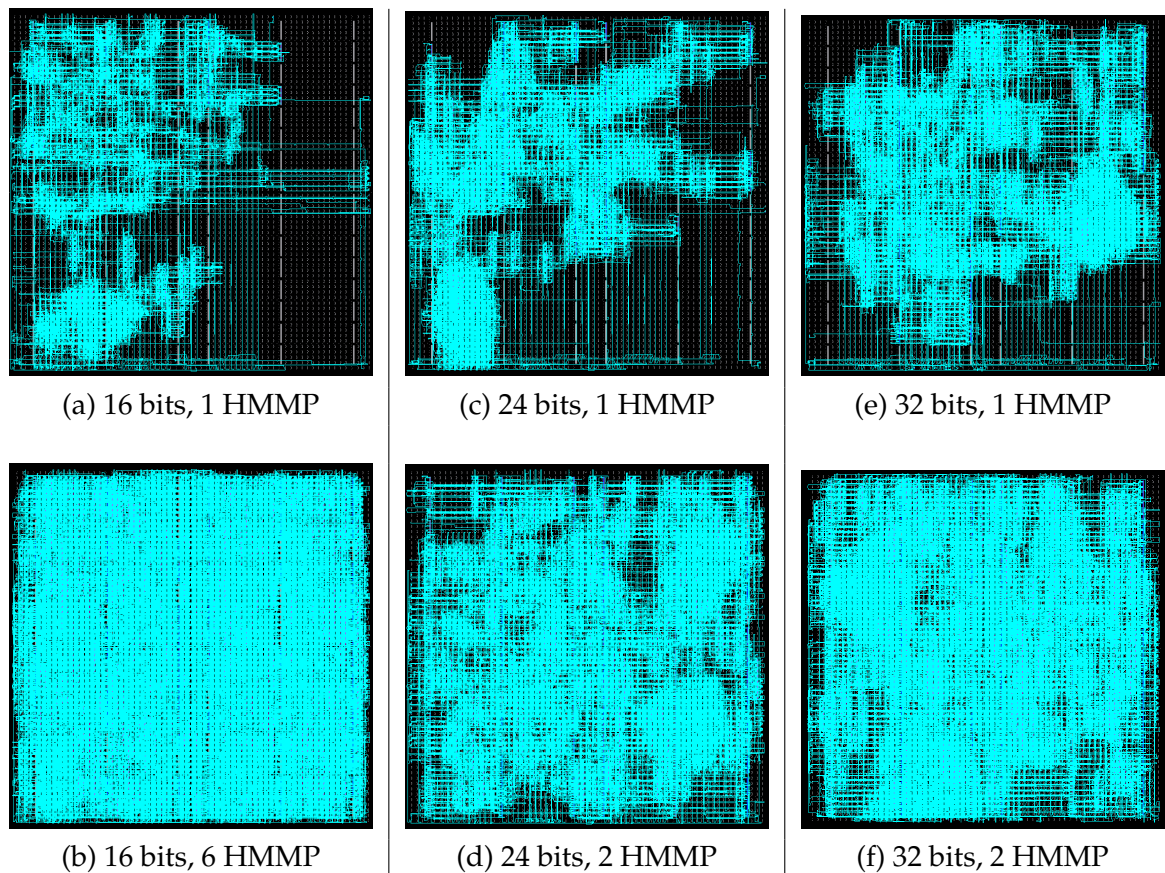 (a) 16 bits, 1 HMMP
(c) 24 bits, 1 HMMP
(e) 32 bits, 1 HMMP
(b) 16 bits, 6 HMMP
(d) 24 bits, 2 HMMP
(f) 32 bits, 2 HMMP